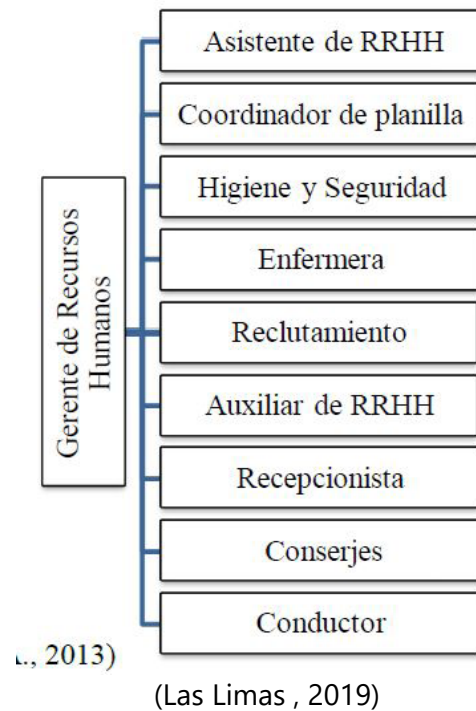 Asistente de RRHH
Coordinador de planilla
Higiene y Seguridad
Enfermera
Gerente de Recursos
Humanos
Reclutamiento
Auxiliar de RRHH
Recepcionista
Conserjes
Conductor
., 2013)
(Las Limas , 2019)